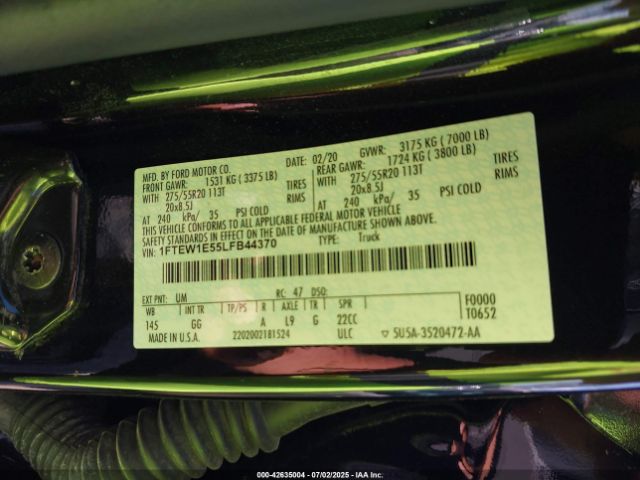 MFD. BY FORD MOTOR CO.
DATE: 02/20 GVWR: 3175 KG ( 7000 LB)
FRONT GAWR: 1531 KG ( 3375 LB) REAR GAWR: 1724 KG ( 3800 LB)
WITH 275/55R20 113T TIRES WITH 275/55R20 113T TIRES
20x8.5J RIMS 20x8.5J RIMS
AT 240 kPa/ 35 PSI COLD AT 240 kPa/ 35 PSI COLD
THIS VEHICLE CONFORMS TO ALL APPLICABLE FEDERAL MOTOR VEHICLE
SAFETY STANDARDS IN EFFECT ON THE DATE OF MANUFACTURE SHOWN ABOVE.
1FTEW1E55LFB44370 TYPE: Truck
EXT PNT: UM RC: 47 DSO:
WB INT TR TP/PS R AXLE TR SPR F0000
145 GG A L9 G 22CC T0652
MADE IN U.S.A. 2202002181524 ULC ▽ 5U5A-3520472-AA
000-42635004 | 07/02/2025 | IAA Inc.